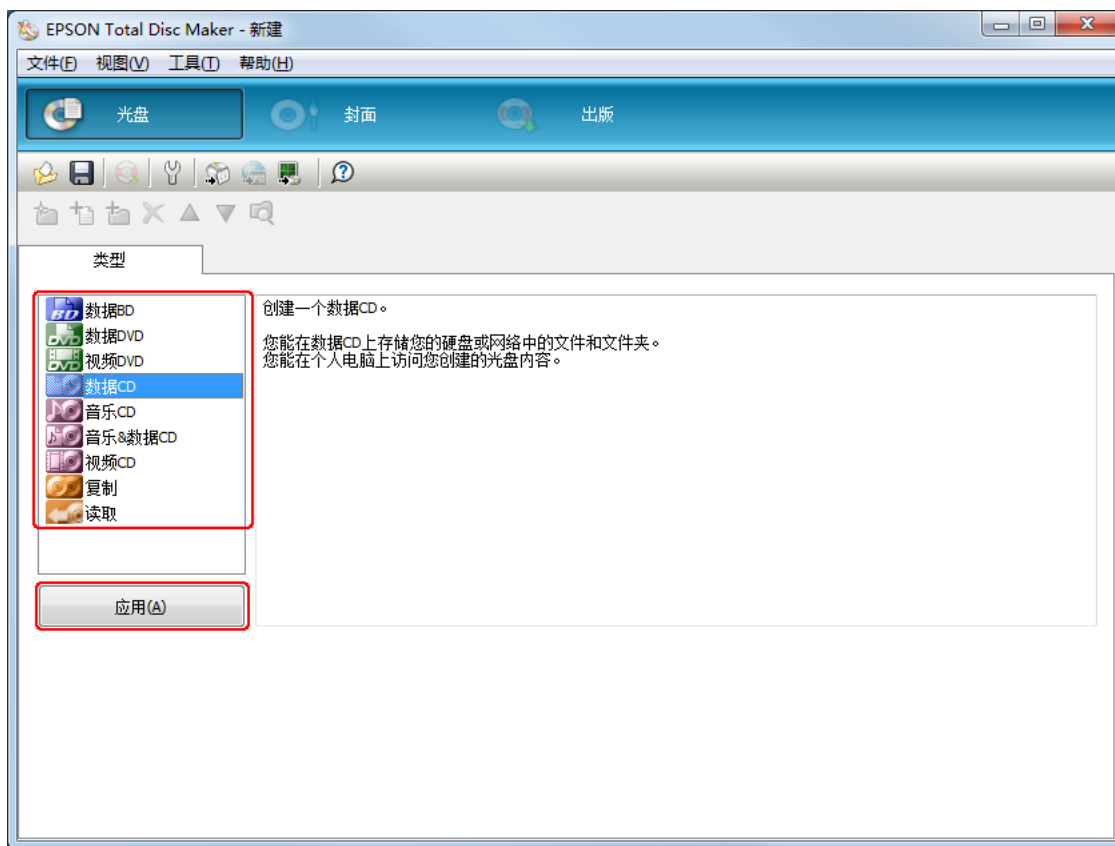 EPSON Total Disc Maker - 新建
文件(F) 视图(V) 工具(T) 帮助(H)
光盘 封面 出版
类型
数据BD
数据DVD
视频DVD
数据CD
音乐CD
音乐&数据CD
视频CD
复制
读取
应用(A)
创建一个数据CD。
您能在数据CD上存储您的硬盘或网络中的文件和文件夹。
您能在个人电脑上访问您创建的光盘内容。